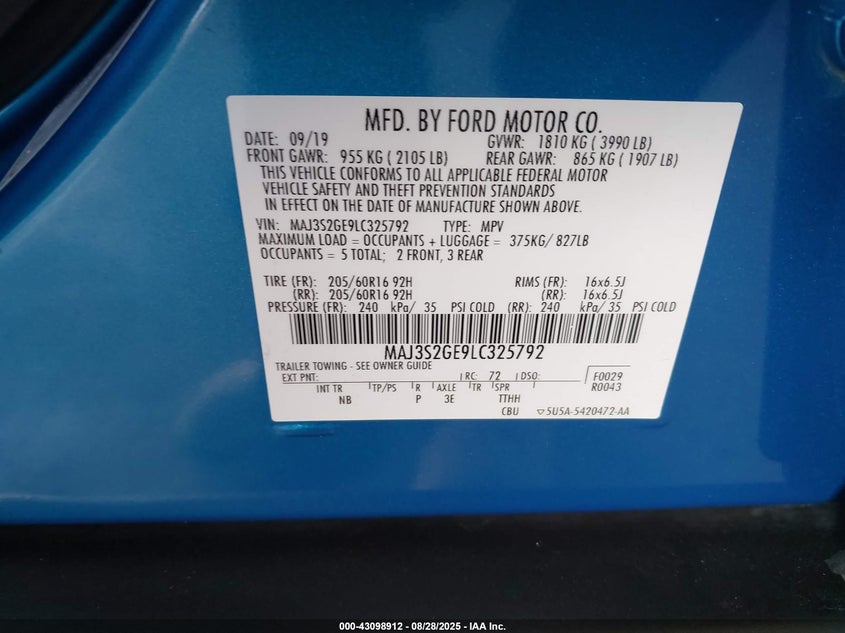 MFD. BY FORD MOTOR CO.
DATE: 09/19 GVWR: 1810 KG ( 3990 LB)
FRONT GAWR: 955 KG ( 2105 LB) REAR GAWR: 865 KG ( 1907 LB)
THIS VEHICLE CONFORMS TO ALL APPLICABLE FEDERAL MOTOR
VEHICLE SAFETY AND THEFT PREVENTION STANDARDS
IN EFFECT ON THE DATE OF MANUFACTURE SHOWN ABOVE.
VIN: MAJ3S2GE9LC325792 TYPE: MPV
MAXIMUM LOAD = OCCUPANTS + LUGGAGE = 375KG/ 827LB
OCCUPANTS = 5 TOTAL; 2 FRONT, 3 REAR
TIRE (FR): 205/60R16 92H RIMS (FR): 16x6.5J
(RR): 205/60R16 92H (RR): 16x6.5J
PRESSURE (FR): 240 kPa/ 35 PSI COLD (RR): 240 kPa/ 35 PSI COLD
MAJ3S2GE9LC325792
TRAILER TOWING - SEE OWNER GUIDE
EXT PNT: RC: 72 DSO: F0029
INT TR TP/PS R AXLE TR SPR R0043
NB P 3E TTHH
CBU 5U5A-5420472-AA
000-43098912 | 08/28/2025 - IAA Inc.